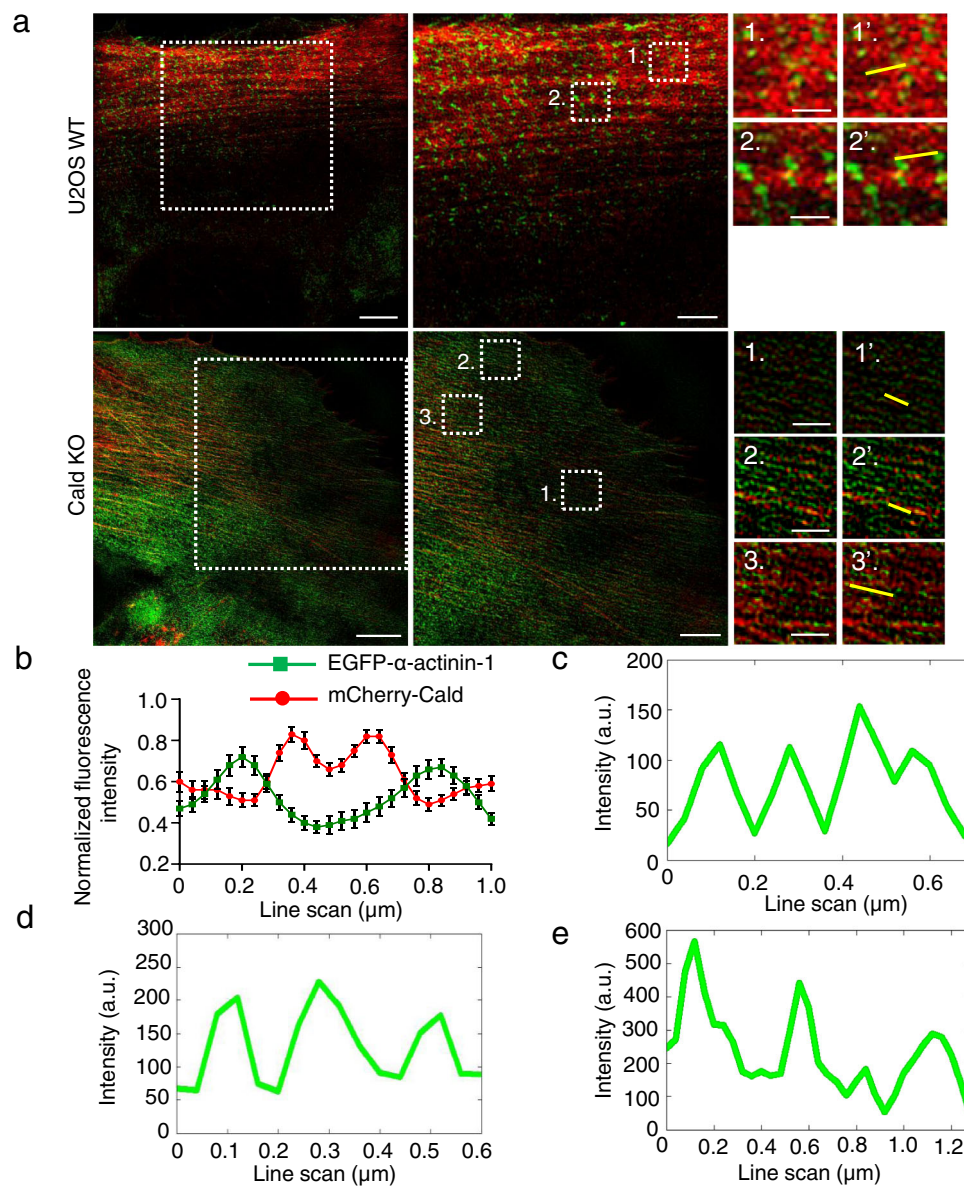 a
U2OS WT
1.
2.
1.
1'.
2.
2'.
Cald KO
2.
3.
1.
1.
1'.
2.
2'.
3.
3'.
b
EGFP-α-actinin-1
mCherry-Cald
Normalized fluorescence
intensity
1.0
0.8
0.6
0.4
0.2
0 0.2 0.4 0.6 0.8 1.0
Line scan (μm)
c
Intensity (a.u.)
200
150
100
50
0
0 0.2 0.4 0.6
Line scan (μm)
d
Intensity (a.u.)
300
250
200
150
100
50
0
0 0.1 0.2 0.3 0.4 0.5 0.6
Line scan (μm)
e
Intensity (a.u.)
600
500
400
300
200
100
0
0 0.2 0.4 0.6 0.8 1.0 1.2
Line scan (μm)